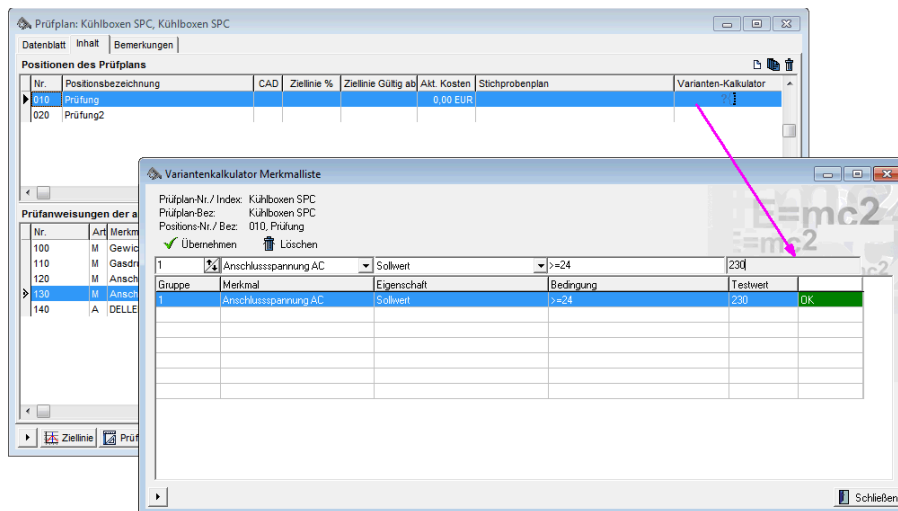 Prüfplan: Kühlboxen SPC, Kühlboxen SPC
Datenblatt Inhalt Bemerkungen
Positionen des Prüfplans
Nr. Positionsbezeichnung CAD Ziellinie % Ziellinie Gültig ab Akt. Kosten Stichprobenplan Varianten-Kalkulator
010 Prüfung 0,00 EUR ?
020 Prüfung2
Variantenkalkulator Merkmalliste
Prüfplan-Nr./ Index: Kühlboxen SPC
Prüfplan-Bez: Kühlboxen SPC
Positions-Nr./ Bez: 010, Prüfung
Übernehmen Löschen
E=mc2
=mc2
1 Anschlussspannung AC Sollwert >=24 230
Gruppe Merkmal Eigenschaft Bedingung Testwert
1 Anschlussspannung AC Sollwert >=24 230 OK
Prüfanweisungen der a
Nr. Art Merkm
100 M Gewic
110 M Gasdru
120 M Ansch
130 M Ansch
140 A DELLE
Ziellinie Prüf
Schließen